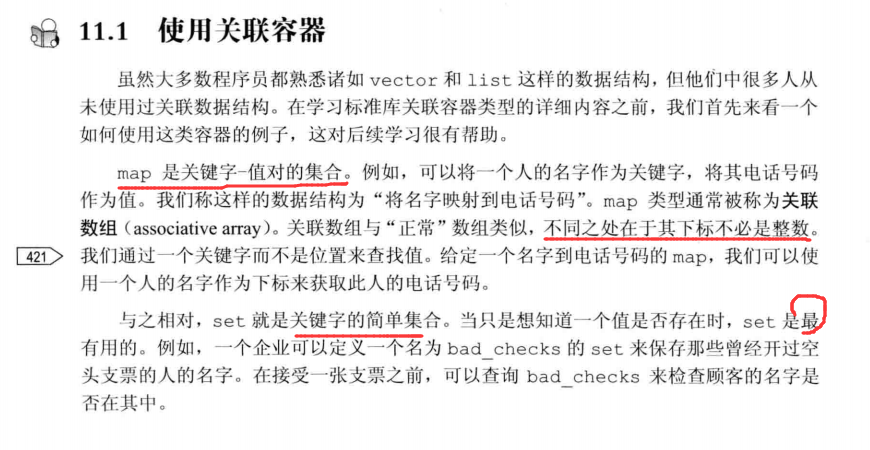 11.1 使用关联容器
虽然大多数程序员都熟悉诸如 vector 和 list 这样的数据结构，但他们中很多人从
未使用过关联数据结构。在学习标准库关联容器类型的详细内容之前，我们首先来看一个
如何使用这类容器的例子，这对后续学习很有帮助。
map 是关键字-值对的集合。例如，可以将一个人的名字作为关键字，将其电话号码
作为值。我们称这样的数据结构为“将名字映射到电话号码”。map 类型通常被称为关联
数组（associative array）。关联数组与“正常”数组类似，不同之处在于其下标不必是整数。
421 我们通过一个关键字而不是位置来查找值。给定一个名字到电话号码的 map，我们可以使
用一个人的名字作为下标来获取此人的电话号码。
与之相对，set 就是关键字的简单集合。当只是想知道一个值是否存在时，set 是最
有用的。例如，一个企业可以定义一个名为 bad_checks 的 set 来保存那些曾经开过空
头支票的人的名字。在接受一张支票之前，可以查询 bad_checks 来检查顾客的名字是
否在其中。